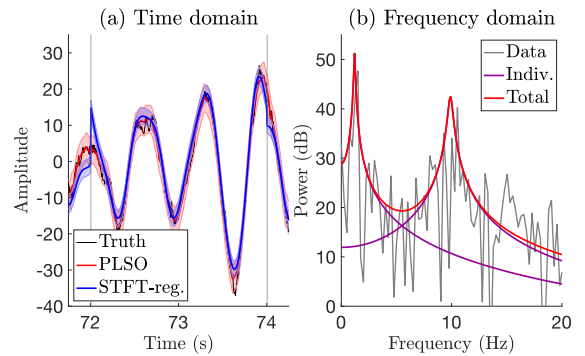 (a) Time domain
(b) Frequency domain
Amplitude
30
20
10
0
-10
-20
-30
-40
Truth
PLSO
STFT-reg.
72
73
74
Time (s)
Power (dB)
50
40
30
20
10
0
Data
Indiv.
Total
0
10
20
Frequency (Hz)